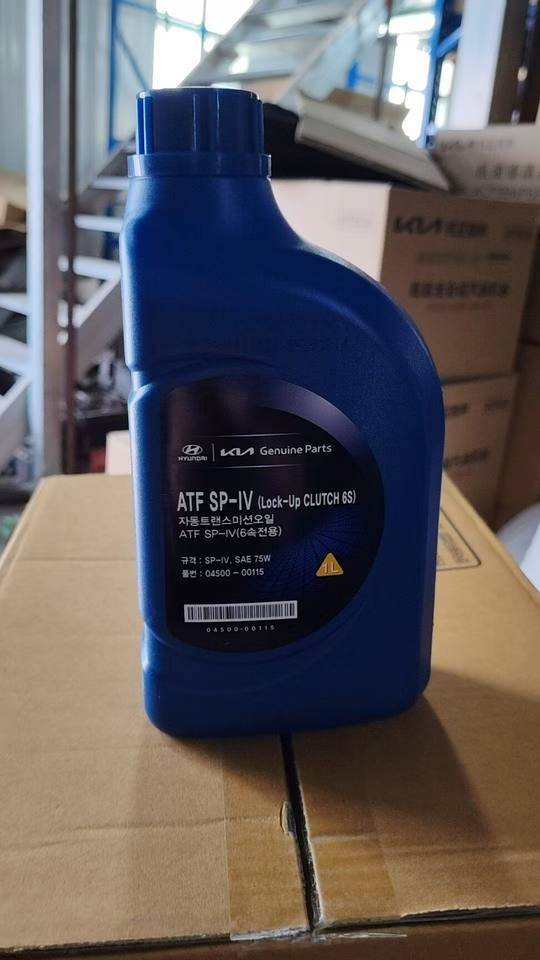 HYUNDAI | KIA Genuine Parts
ATF SP-IV (Lock-Up CLUTCH 6S)
자동트랜스미션오일
ATF SP-IV(6속전용)
규격 : SP-IV, SAE 75W
품번 : 04500 - 00115
1L
04500-00115
KIA
KIA